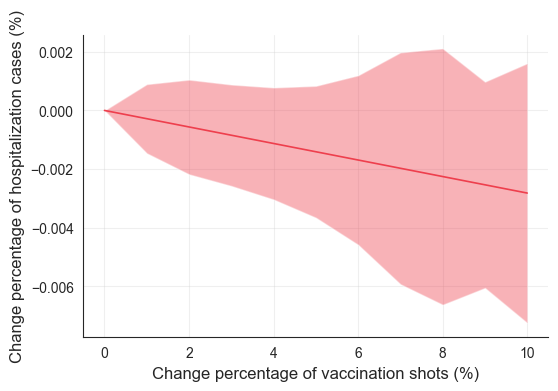 Change percentage of hospitalization cases (%)
0.002
0.000
−0.002
−0.004
−0.006
0 2 4 6 8 10
Change percentage of vaccination shots (%)